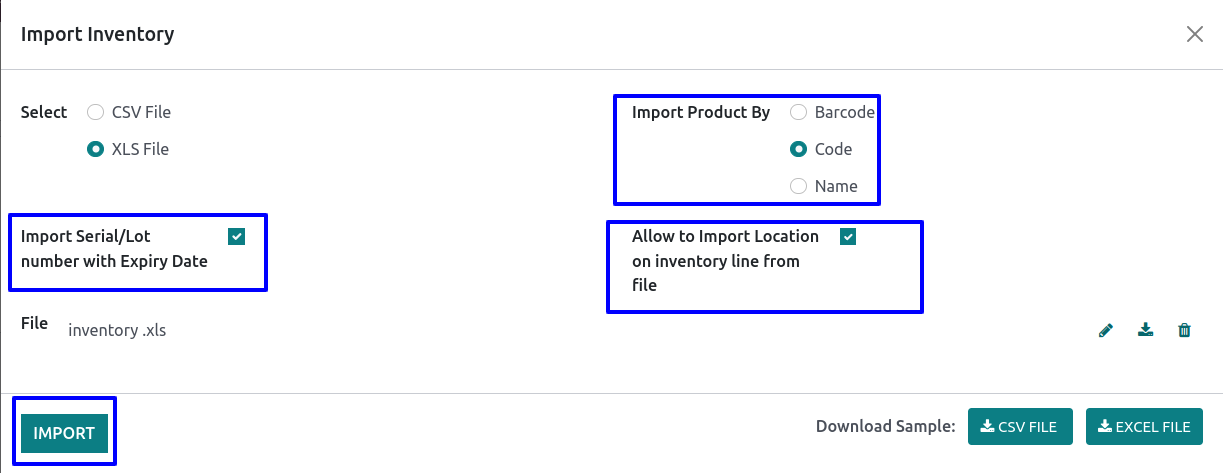 Import Inventory
Select CSV File
XLS File
Import Product By Barcode
Code
Name
Import Serial/Lot
number with Expiry Date
Allow to Import Location
on inventory line from
file
File inventory .xls
IMPORT
Download Sample: CSV FILE EXCEL FILE